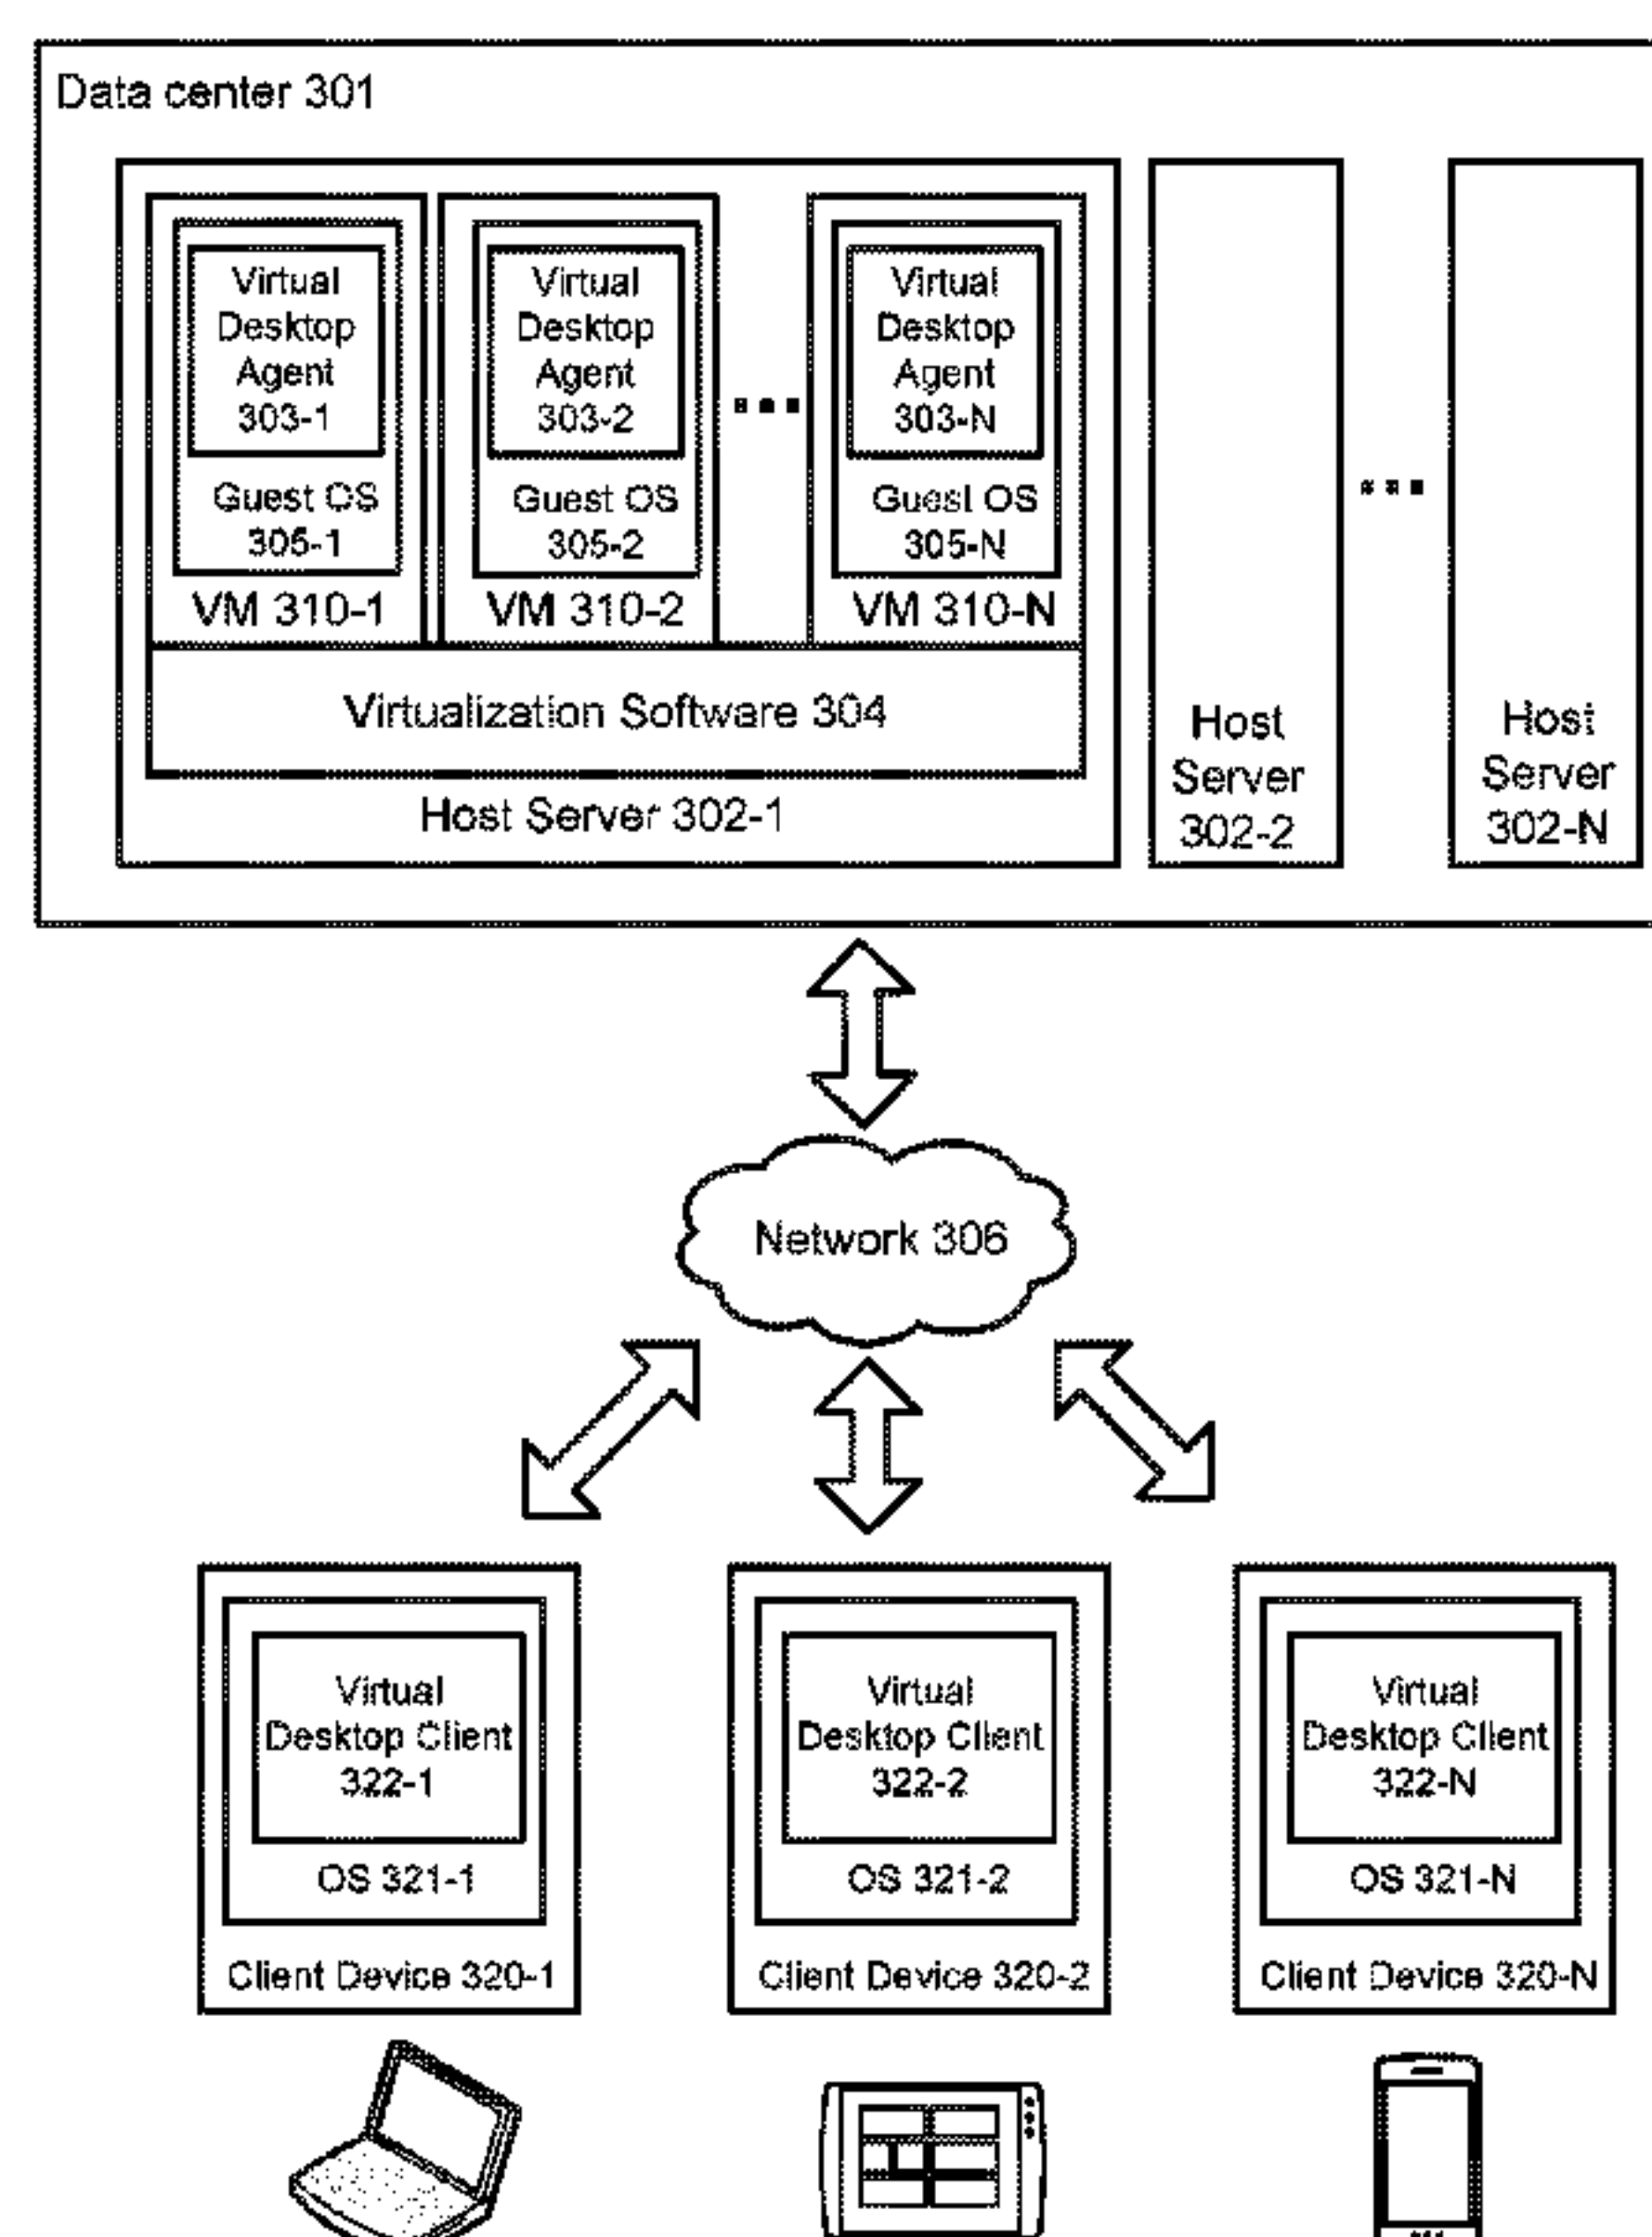 Data center 301
Virtual
Desktop
Agent
303-1
Guest OS
305-1
VM 310-1
Virtual
Desktop
Agent
303-2
Guest OS
305-2
VM 310-2
Virtual
Desktop
Agent
303-N
Guest OS
305-N
VM 310-N
Virtualization Software 304
Host Server 302-1
Host
Server
302-2
Host
Server
302-N
Network 306
Virtual
Desktop Client
322-1
OS 321-1
Client Device 320-1
Virtual
Desktop Client
322-2
OS 321-2
Client Device 320-2
Virtual
Desktop Client
322-N
OS 321-N
Client Device 320-N